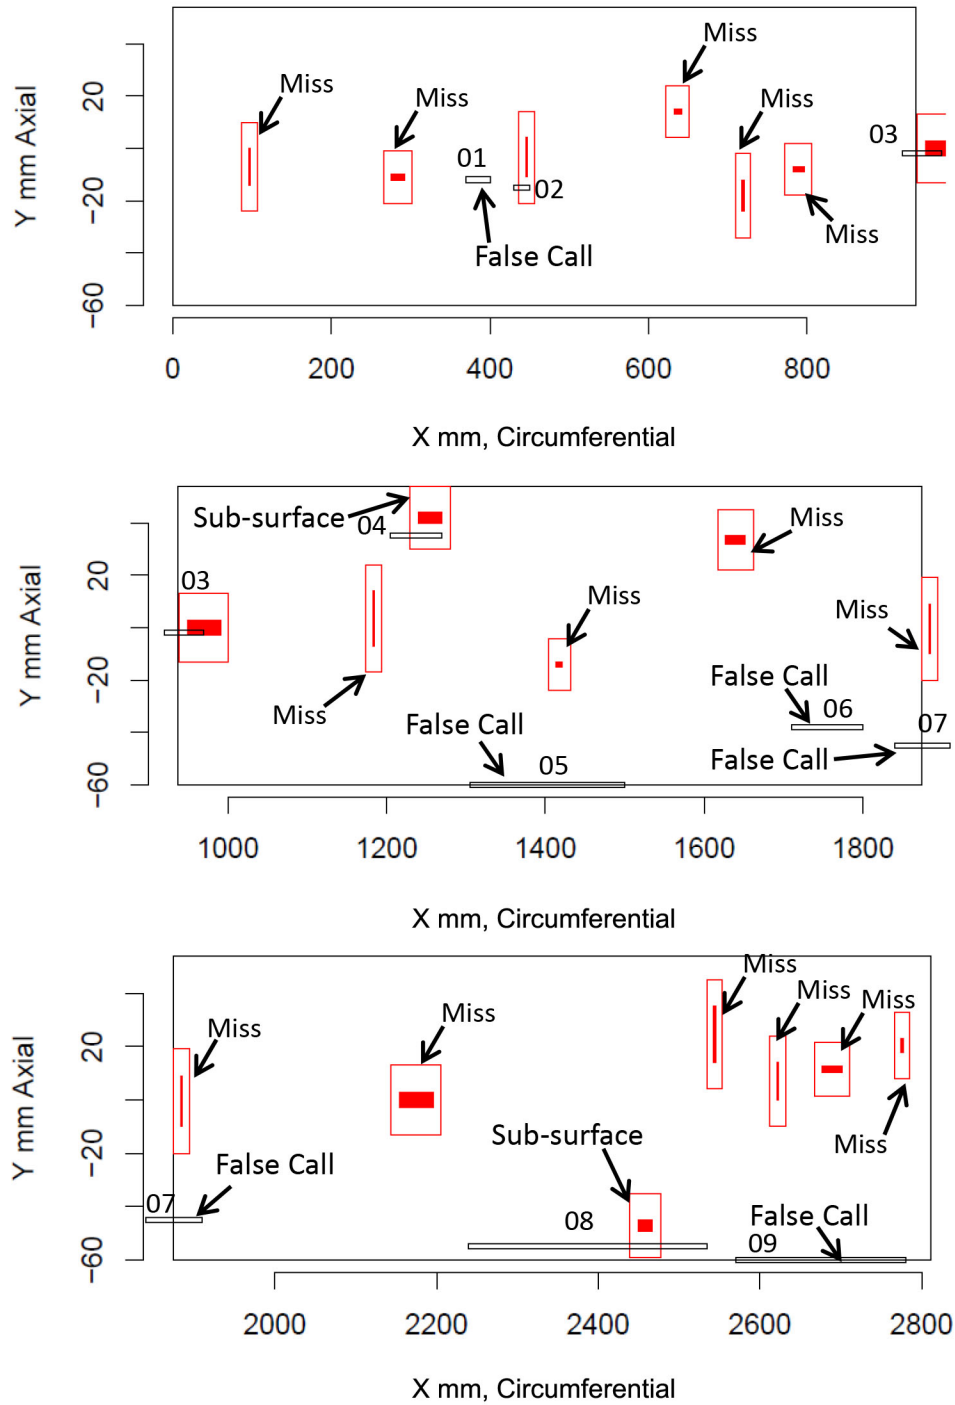 Y mm Axial
20
−20
−60
Miss
Miss
Miss
Miss
03
01
02
Miss
False Call
0
200
400
600
800
X mm, Circumferential
Y mm Axial
20
−20
−60
Sub-surface
04
Miss
03
Miss
Miss
Miss
False Call
False Call
06
07
False Call
05
1000
1200
1400
1600
1800
X mm, Circumferential
Y mm Axial
20
−20
−60
Miss
Miss
Miss
Miss
Miss
Sub-surface
Miss
False Call
07
08
False Call
09
2000
2200
2400
2600
2800
X mm, Circumferential